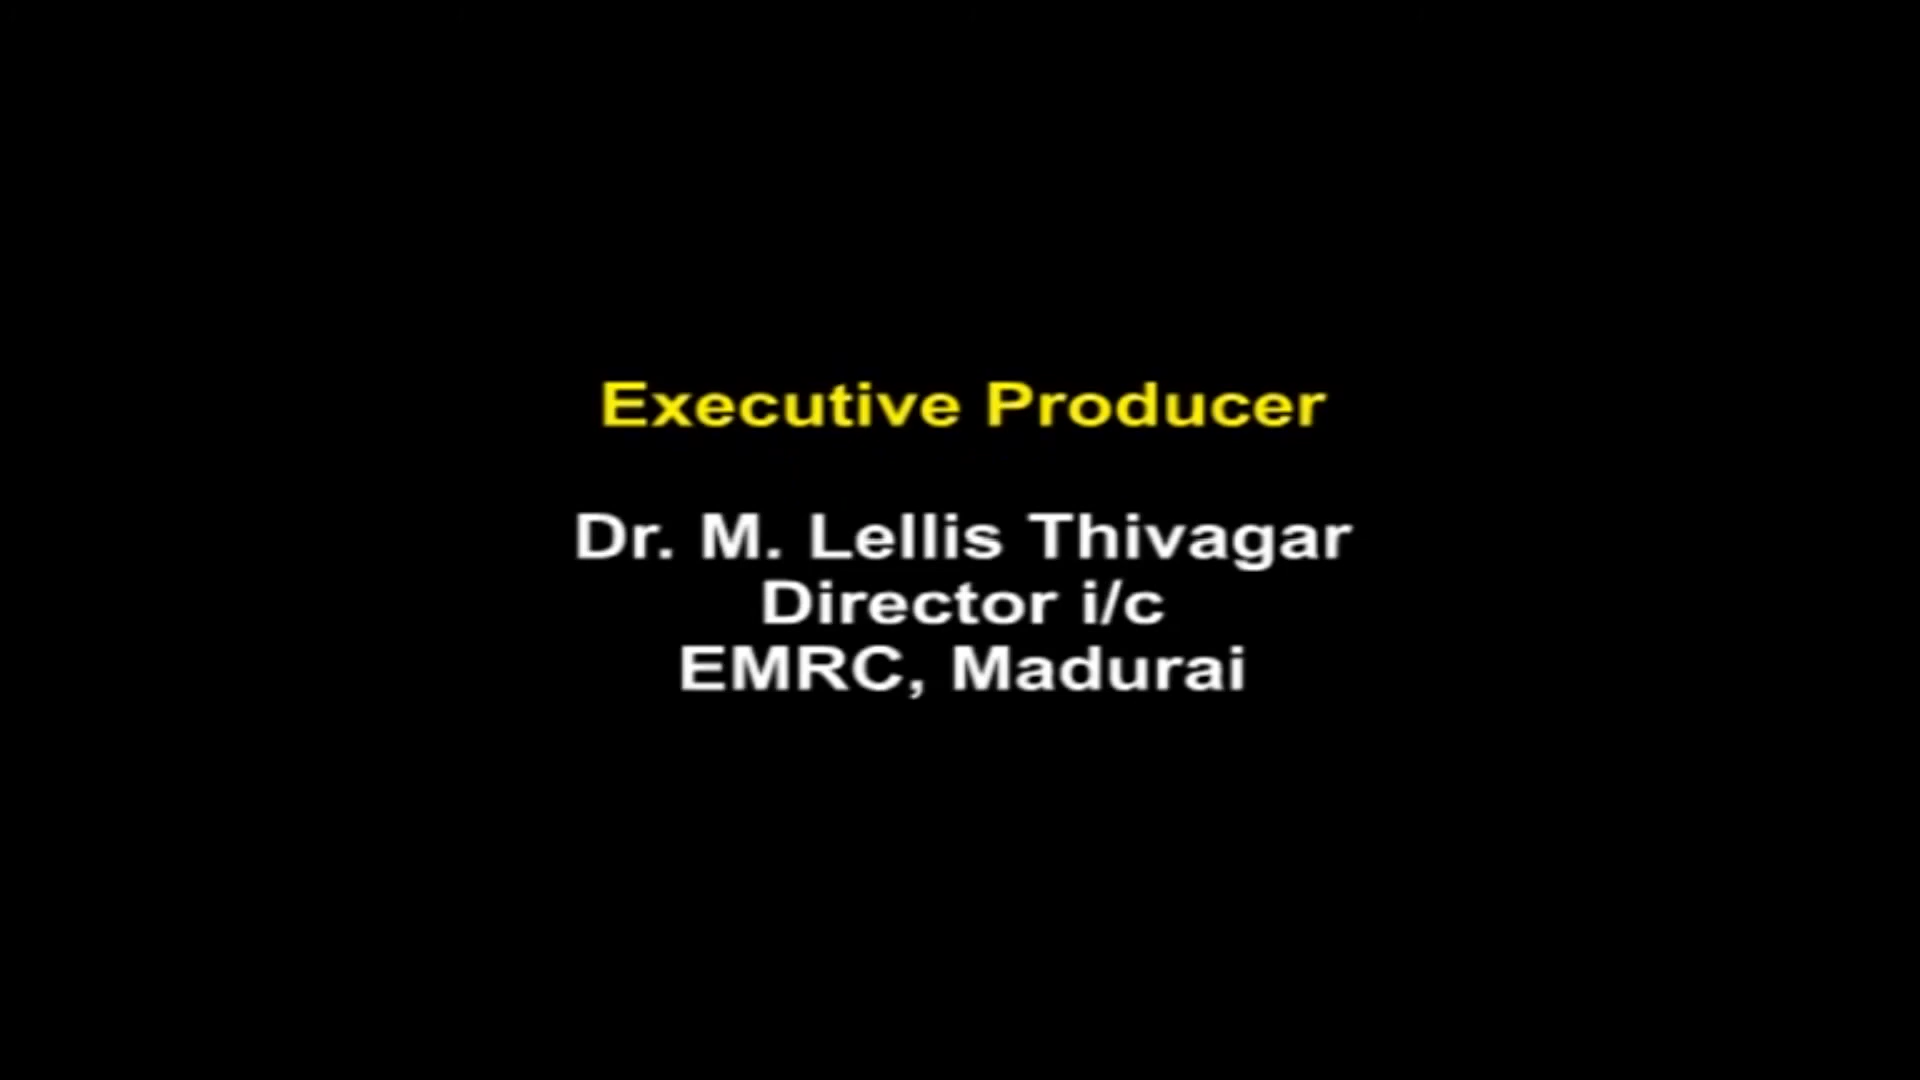 Executive Producer
Dr. M. Lellis Thivagar
Director i/c
EMRC, Madurai